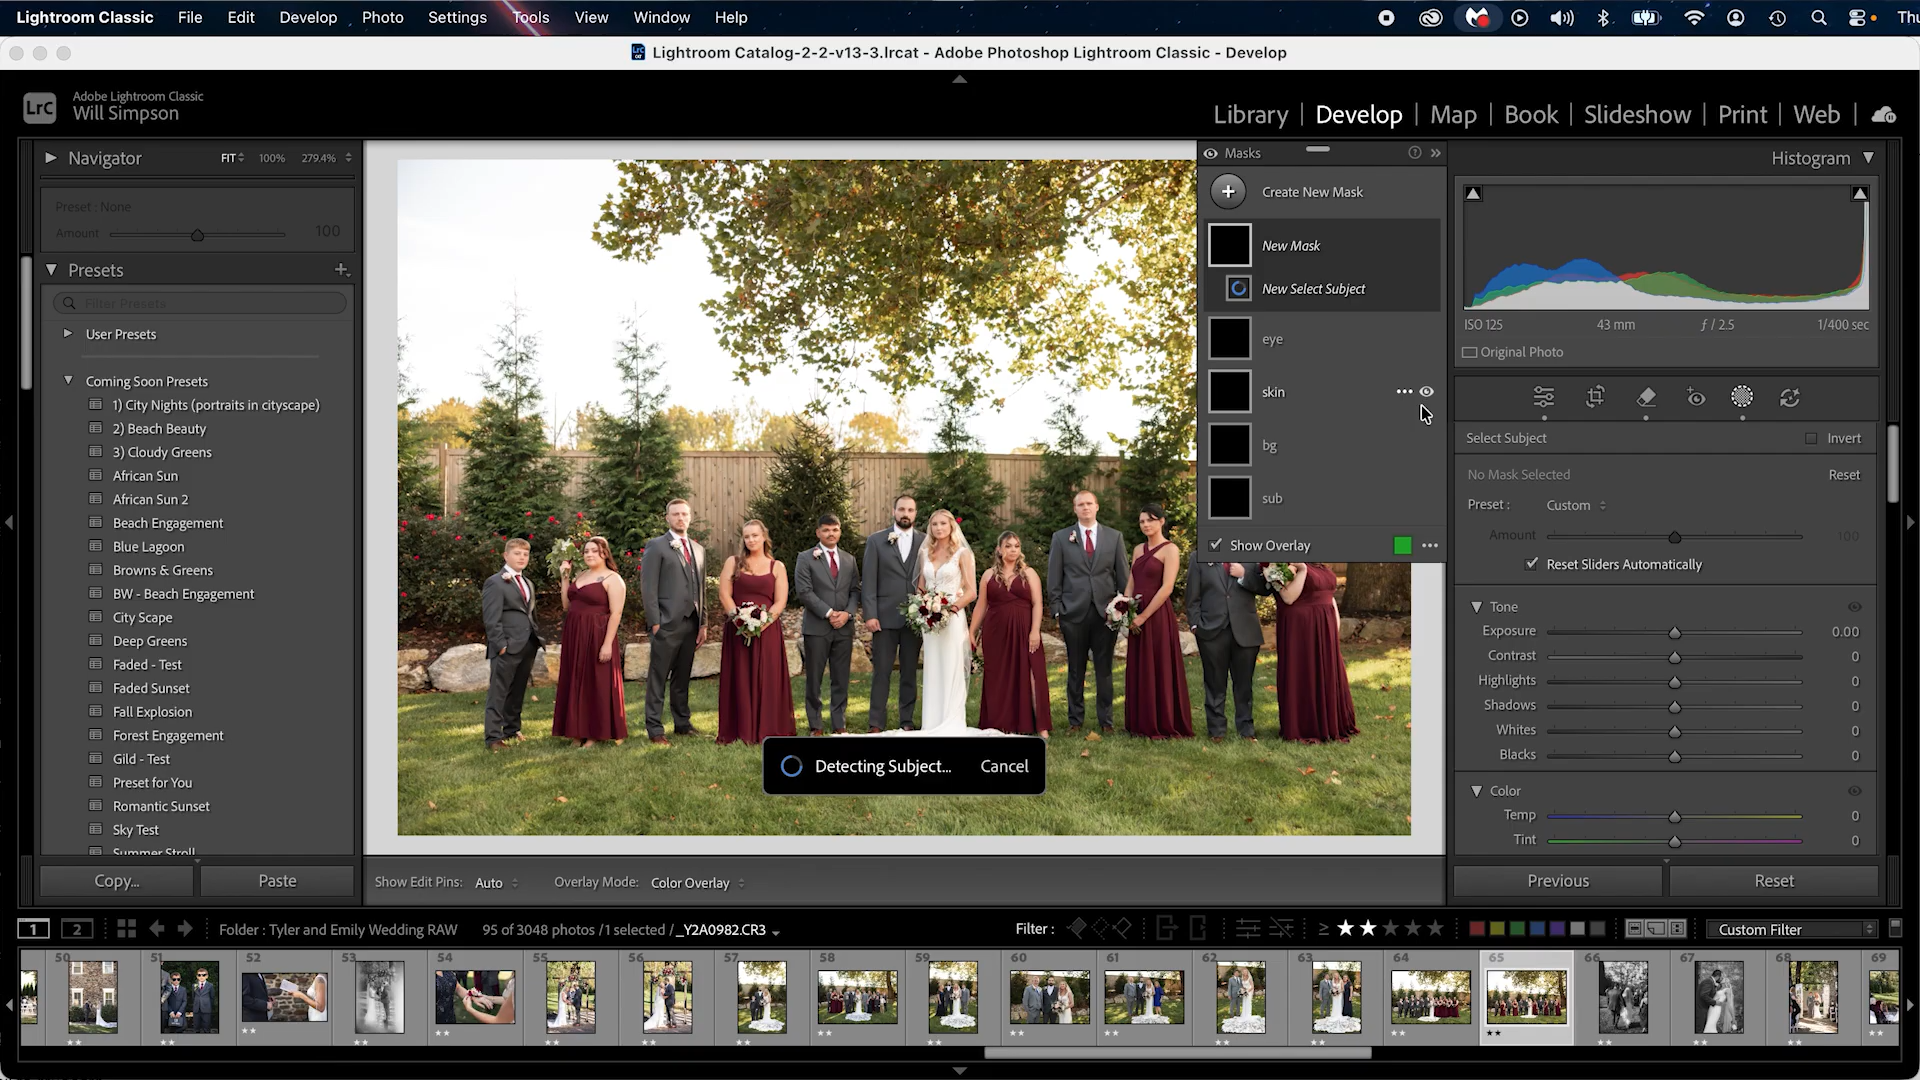 Lightroom Classic File Edit Develop Photo Settings Tools View Window Help
Lightroom Catalog-2-2-v13-3.lrcat - Adobe Photoshop Lightroom Classic - Develop
LrC
Adobe Lightroom Classic
Will Simpson
Library | Develop | Map | Book | Slideshow | Print | Web |
Navigator FIT 100% 279.4%
Preset : None
Amount 100
Presets
Filter Presets
User Presets
Coming Soon Presets
1) City Nights (portraits in cityscape)
2) Beach Beauty
3) Cloudy Greens
African Sun
African Sun 2
Beach Engagement
Blue Lagoon
Browns & Greens
BW - Beach Engagement
City Scape
Deep Greens
Faded - Test
Faded Sunset
Fall Explosion
Forest Engagement
Gild - Test
Preset for You
Romantic Sunset
Sky Test
Summer Stroll
Copy... Paste
Masks
Create New Mask
New Mask
New Select Subject
eye
skin
bg
sub
Show Overlay
Detecting Subject... Cancel
Show Edit Pins: Auto Overlay Mode: Color Overlay
Histogram
ISO 125 43 mm ƒ / 2.5 1/400 sec
Original Photo
Select Subject Invert
No Mask Selected Reset
Preset : Custom
Amount 100
Reset Sliders Automatically
Tone
Exposure 0.00
Contrast 0
Highlights 0
Shadows 0
Whites 0
Blacks 0
Color
Temp 0
Tint 0
Previous Reset
1 2 Folder : Tyler and Emily Wedding RAW 95 of 3048 photos /1 selected /_Y2A0982.CR3 Filter : Custom Filter
50 51 52 53 54 55 56 57 58 59 60 61 62 63 64 65 66 67 68 69